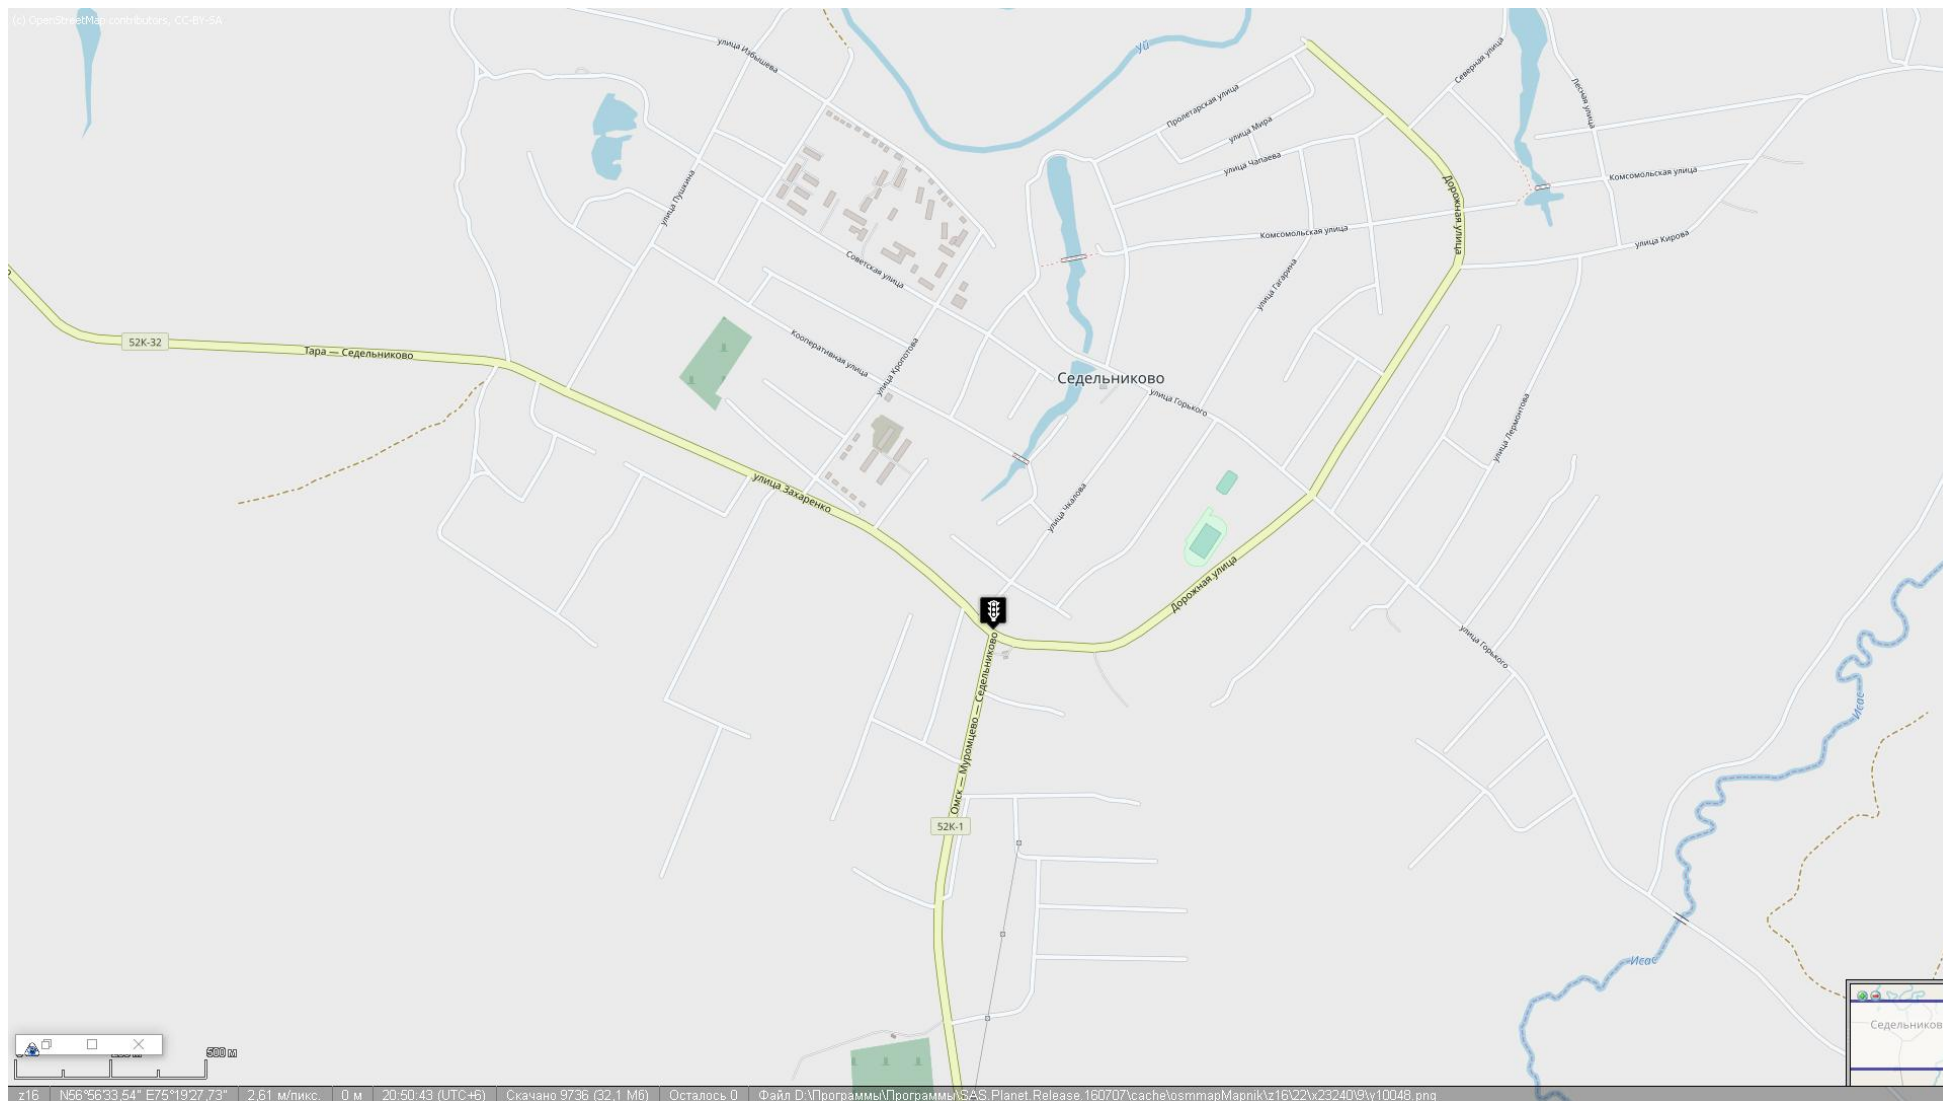 (c) OpenStreetMap contributors, CC-BY-SA
улица Избышева
Уй
Северная улица
Лесная улица
Пролетарская улица
улица Мира
улица Чапаева
Комсомольская улица
улица Пушкина
Дорожная улица
Комсомольская улица
улица Кирова
Советская улица
улица Гагарина
52К-32
Тара — Седельниково
Кооперативная улица
улица Кропотова
Седельниково
улица Горького
улица Лермонтова
улица Захаренко
улица Чкалова
Дорожная улица
улица Горького
Омск — Муромцево — Седельниково
Исас
52К-1
Исас
Седельников
500 м
z16 N56°56'33,54" E75°19'27,73" 2,61 м/пикс. 0 м 20:50:43 (UTC+6) Скачано 9736 (32,1 Мб) Осталось 0 Файл D:\Программы\Программы\SAS.Planet.Release.160707\cache\osmmapMapnik\z16\22\x23240\9\y10048.png